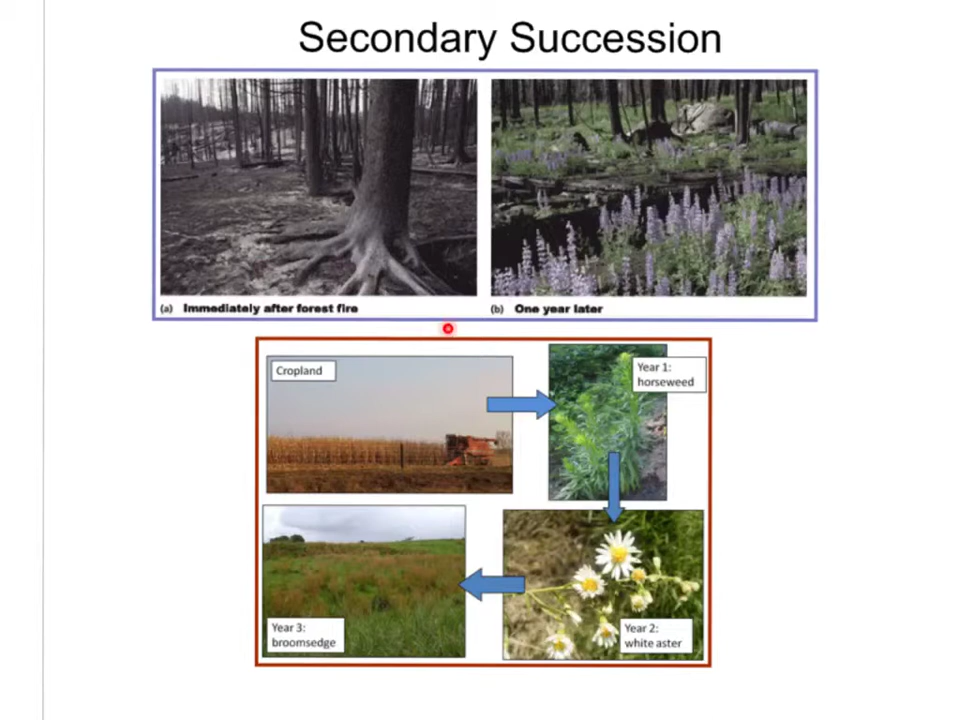 Secondary Succession
(a) Immediately after forest fire
(b) One year later
Cropland
Year 1:
horseweed
Year 3:
broomsedge
Year 2:
white aster